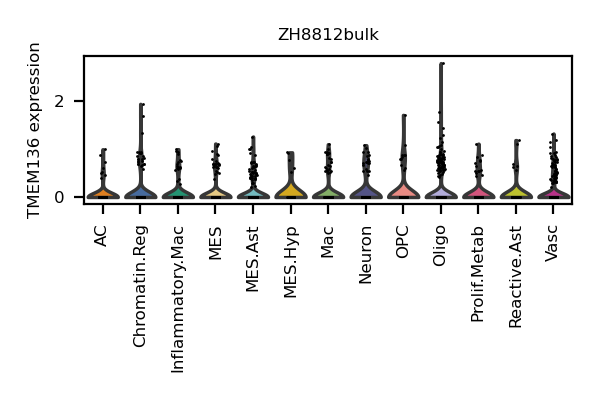 ZH8812bulk
TMEM136 expression
2
0
AC
Chromatin.Reg
Inflammatory.Mac
MES
MES.Ast
MES.Hyp
Mac
Neuron
OPC
Oligo
Prolif.Metab
Reactive.Ast
Vasc